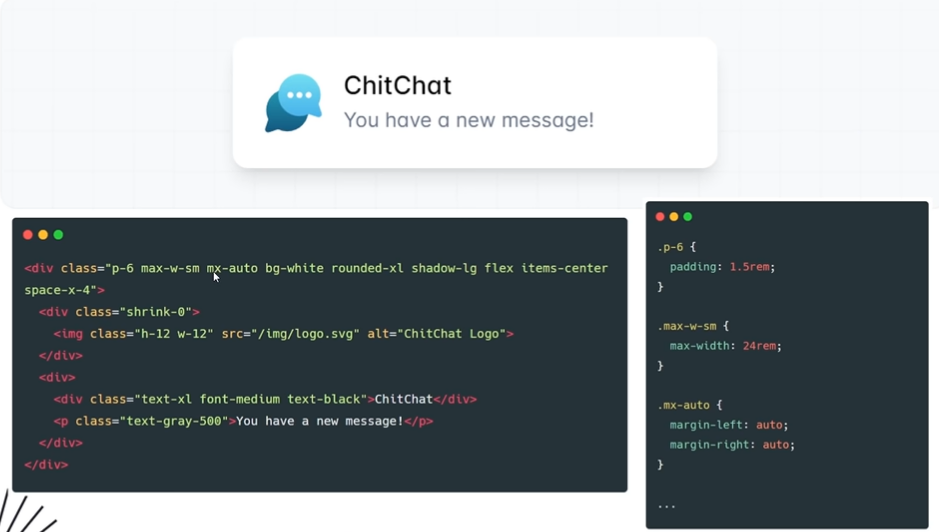 ChitChat
You have a new message!
<div class="p-6 max-w-sm mx-auto bg-white rounded-xl shadow-lg flex items-center
space-x-4">
<div class="shrink-0">
<img class="h-12 w-12" src="/img/logo.svg" alt="ChitChat Logo">
</div>
<div>
<div class="text-xl font-medium text-black">ChitChat</div>
<p class="text-gray-500">You have a new message!</p>
</div>
</div>
.p-6 {
padding: 1.5rem;
}
.max-w-sm {
max-width: 24rem;
}
.mx-auto {
margin-left: auto;
margin-right: auto;
}
...